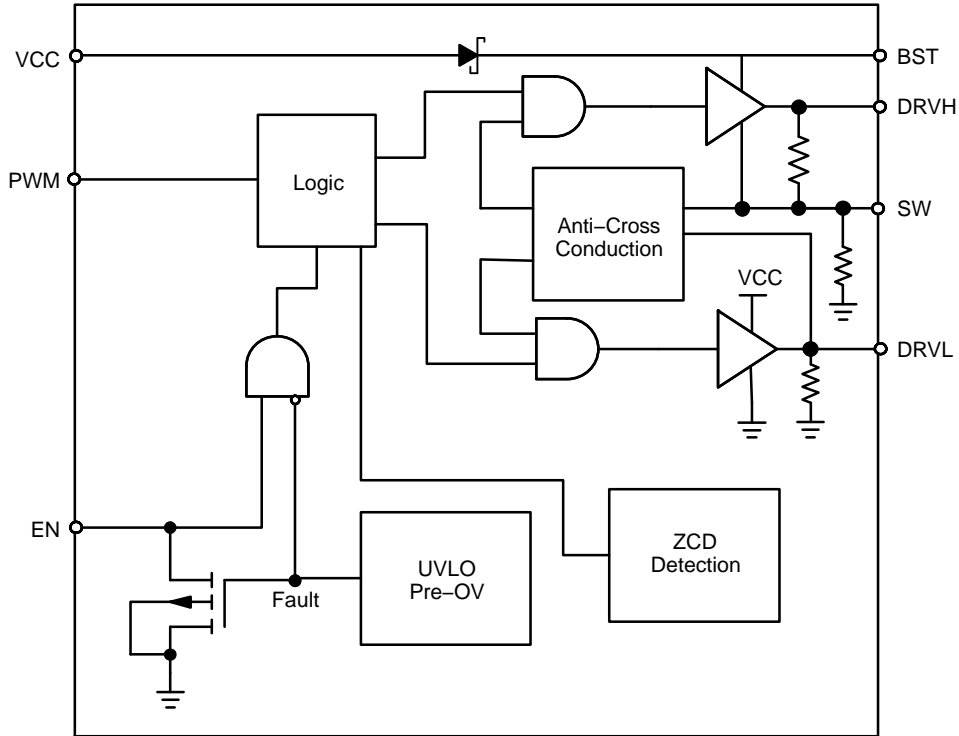 VCC
BST
DRVH
PWM
Logic
SW
Anti−Cross
Conduction
VCC
DRVL
EN
ZCD
Detection
UVLO
Pre−OV
Fault